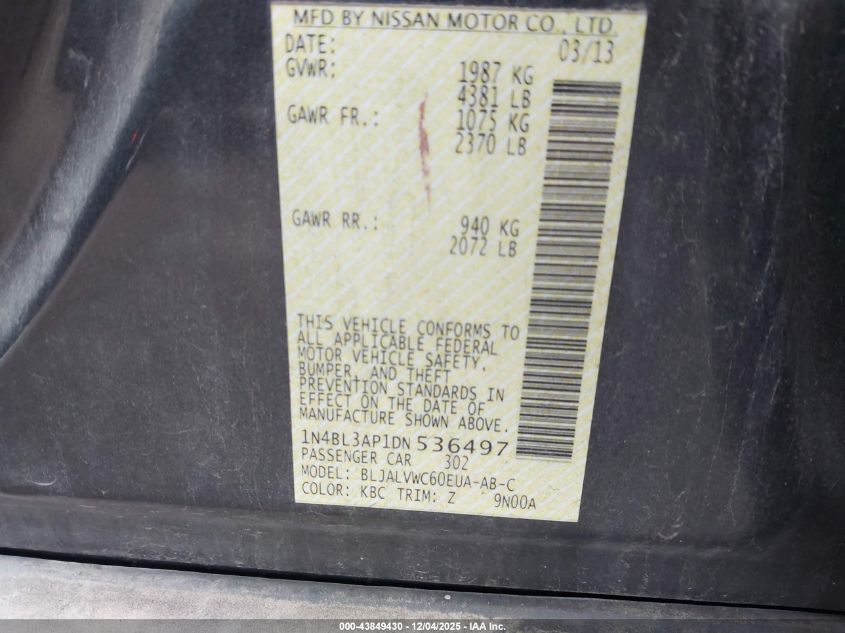 MFD BY NISSAN MOTOR CO., LTD.
DATE: 03/13
GVWR: 1987 KG
4381 LB
GAWR FR.: 1075 KG
2370 LB
GAWR RR.: 940 KG
2072 LB
THIS VEHICLE CONFORMS TO
ALL APPLICABLE FEDERAL
MOTOR VEHICLE SAFETY,
BUMPER, AND THEFT
PREVENTION STANDARDS IN
EFFECT ON THE DATE OF
MANUFACTURE SHOWN ABOVE.
1N4BL3AP1DN 536497
PASSENGER CAR 302
MODEL: BLJALVWC60EUA-AB-C
COLOR: KBC TRIM: Z 9N00A
000-43849430 - 12/04/2025 - IAA Inc.